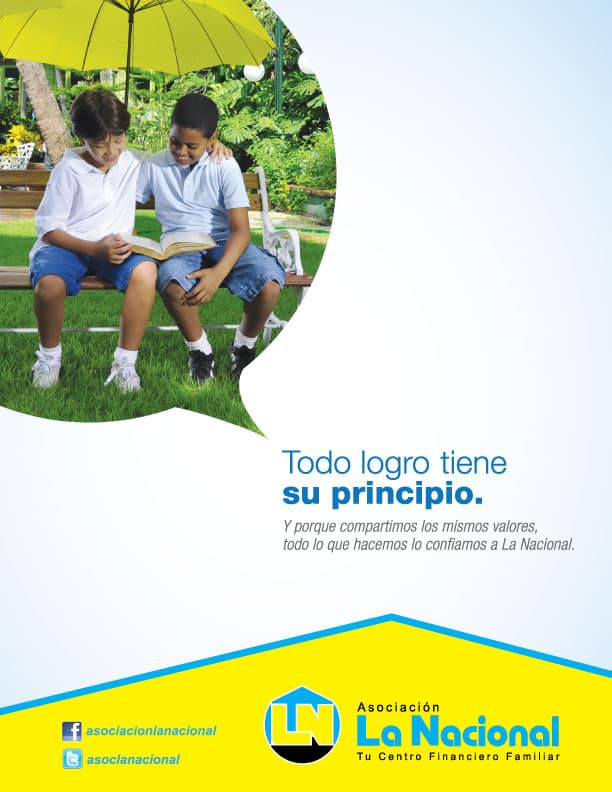 Todo logro tiene
su principio.
Y porque compartimos los mismos valores,
todo lo que hacemos lo confiamos a La Nacional.
asociacionlanacional
asoclanacional
LN
Asociación
La Nacional
Tu Centro Financiero Familiar